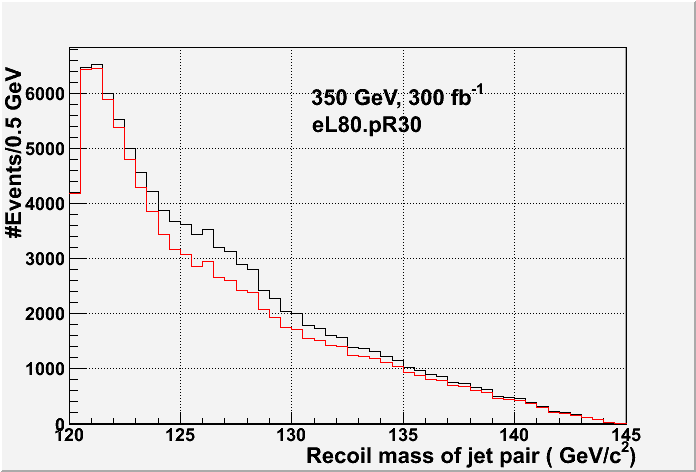 350 GeV, 300 fb⁻¹
eL80.pR30
#Events/0.5 GeV
6000
5000
4000
3000
2000
1000
0
120 125 130 135 140 145
Recoil mass of jet pair ( GeV/c²)